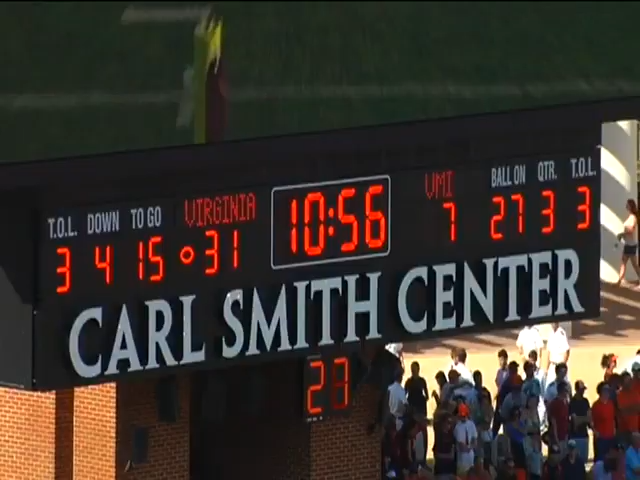 T.O.L. DOWN TO GO VIRGINIA 10:56 VMI BALL ON QTR. T.O.L.
3 4 15 31 7 27 3 3
CARL SMITH CENTER
27